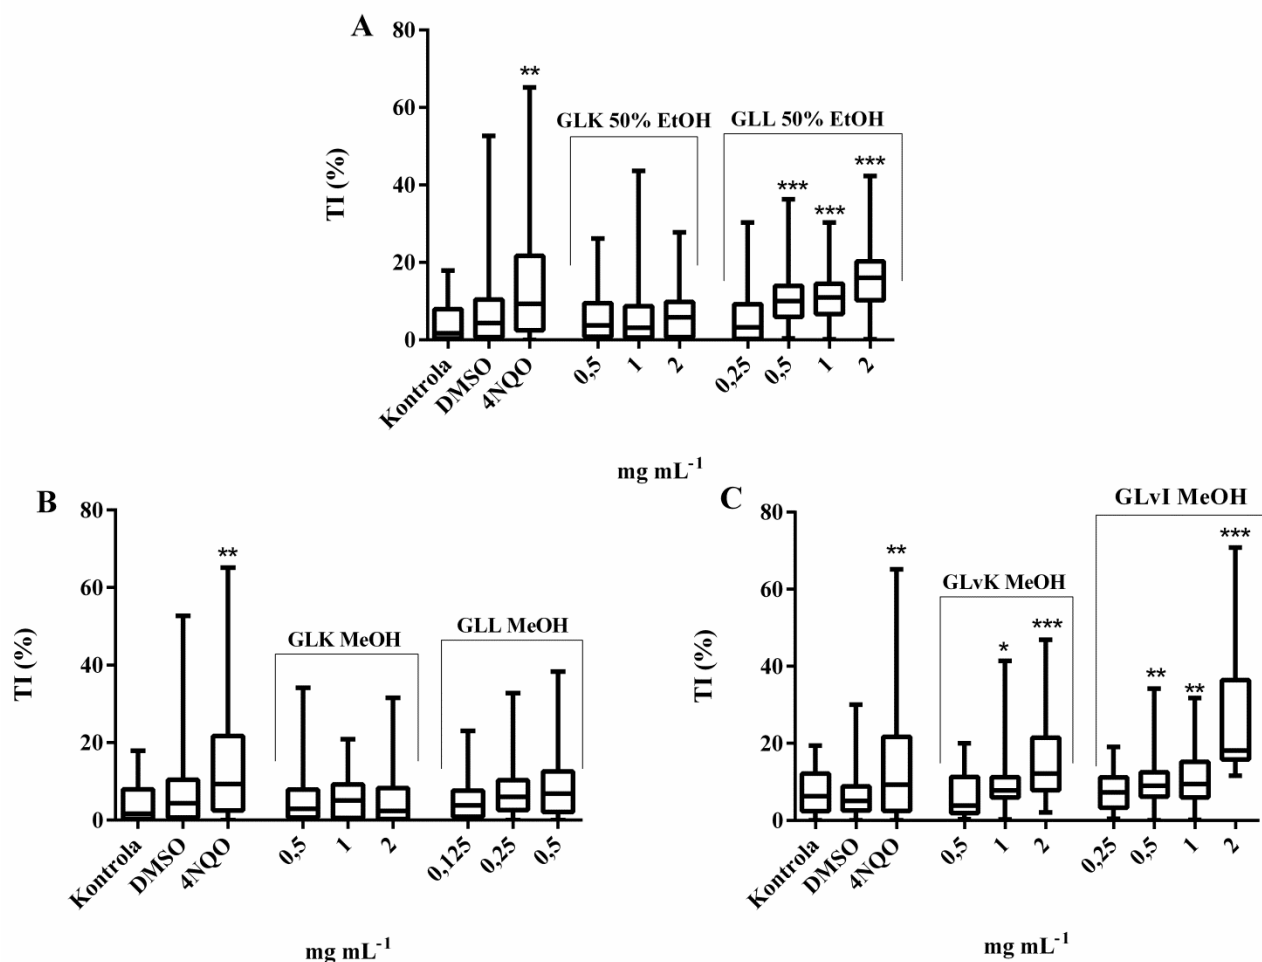 A
80
60
40
20
0
TI (%)
**
GLK 50% EtOH
GLL 50% EtOH
***
***
***
Kontrola
DMSO
4NQO
0,5
1
2
0,25
0,5
1
2
mg mL⁻¹
B
80
60
40
20
0
TI (%)
**
GLK MeOH
GLL MeOH
Kontrola
DMSO
4NQO
0,5
1
2
0,125
0,25
0,5
mg mL⁻¹
C
80
60
40
20
0
TI (%)
**
GLvK MeOH
*
***
GLvI MeOH
**
**
***
Kontrola
DMSO
4NQO
0,5
1
2
0,25
0,5
1
2
mg mL⁻¹